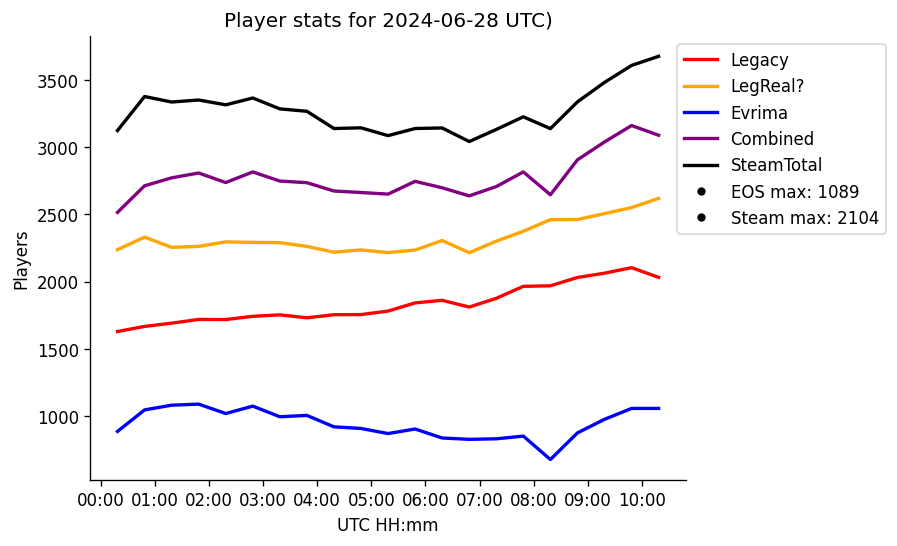 Player stats for 2024-06-28 UTC)
Players
3500
3000
2500
2000
1500
1000
00:00 01:00 02:00 03:00 04:00 05:00 06:00 07:00 08:00 09:00 10:00
UTC HH:mm
Legacy
LegReal?
Evrima
Combined
SteamTotal
EOS max: 1089
Steam max: 2104